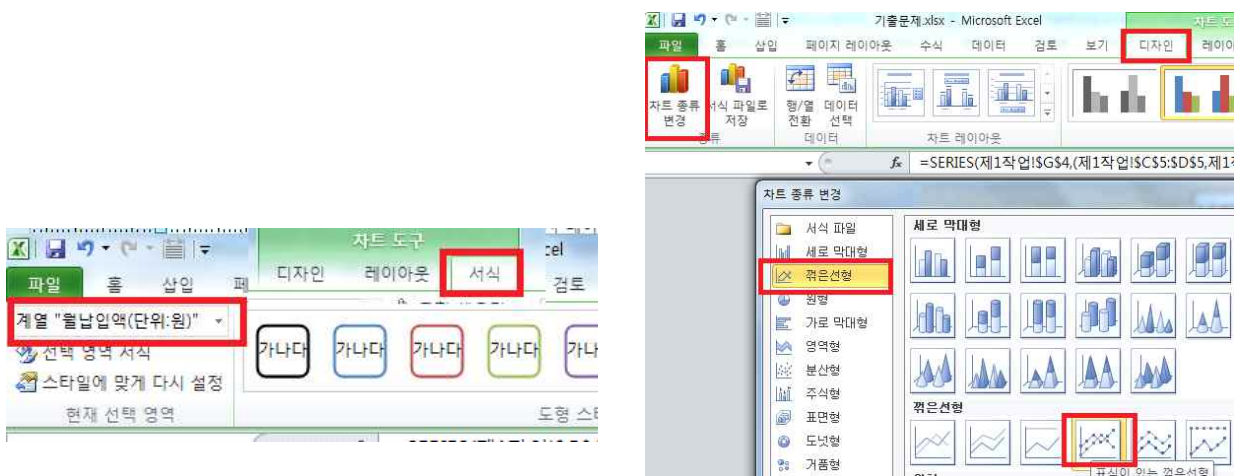 파일 홈 삽입 페
차트 도구
디자인 레이아웃 서식
검토
계열 "월납입액(단위:원)"
선택 영역 서식
스타일에 맞게 다시 설정
현재 선택 영역
가나다 가나다 가나다 가나다
도형
기출문제.xlsx - Microsoft Excel
차트 도
파일 홈 삽입 페이지 레이아웃 수식 데이터 검토 보기 디자인 레이아
차트 종류 변경
서식 파일로 저장
행/열 전환
데이터 선택
종류 데이터 차트 레이아웃
fx =SERIES(제1작업!$G$4,(제1작업!$C$5:$D$5,제1
차트 종류 변경
서식 파일
세로 막대형
꺾은선형
원형
가로 막대형
영역형
분산형
주식형
표면형
도넛형
거품형
세로 막대형
꺾은선형
표식이 있는 꺾은선형